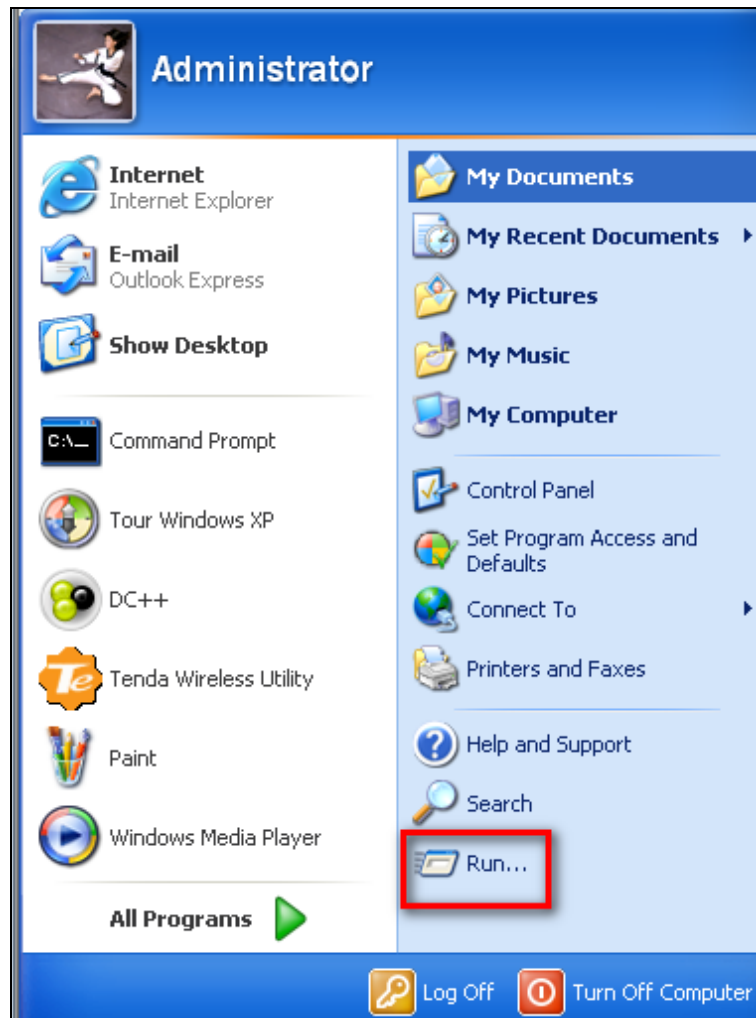 Administrator
Internet
Internet Explorer
E-mail
Outlook Express
Show Desktop
C:\_
Command Prompt
Tour Windows XP
DC++
Te
Tenda Wireless Utility
Paint
Windows Media Player
All Programs
My Documents
My Recent Documents
My Pictures
My Music
My Computer
Control Panel
Set Program Access and
Defaults
Connect To
Printers and Faxes
Help and Support
Search
Run...
Log Off
Turn Off Computer